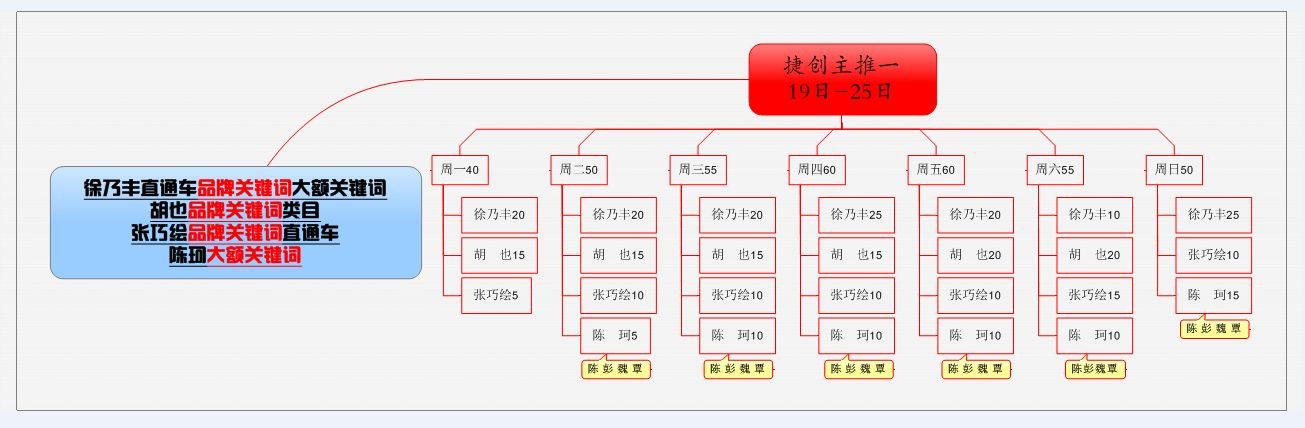 捷创主推一
19日-25日
徐乃丰直通车品牌关键词大额关键词
胡也品牌关键词类目
张巧绘品牌关键词直通车
陈珂大额关键词
周一40
徐乃丰20
胡 也15
张巧绘5
周二50
徐乃丰20
胡 也15
张巧绘10
陈 珂5
陈彭魏覃
周三55
徐乃丰20
胡 也15
张巧绘10
陈 珂10
陈彭魏覃
周四60
徐乃丰25
胡 也15
张巧绘10
陈 珂10
陈彭魏覃
周五60
徐乃丰20
胡 也20
张巧绘10
陈 珂10
陈彭魏覃
周六55
徐乃丰10
胡 也20
张巧绘15
陈 珂10
陈彭魏覃
周日50
徐乃丰25
张巧绘10
陈 珂15
陈彭魏覃